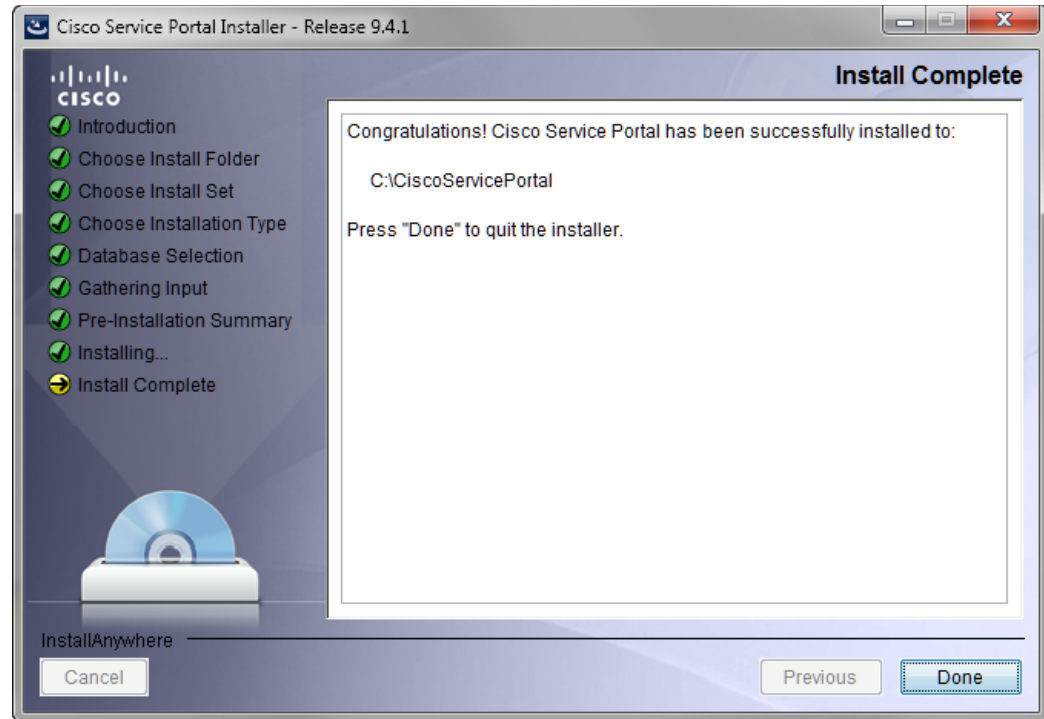 Cisco Service Portal Installer - Release 9.4.1
CISCO
Install Complete
Introduction
Choose Install Folder
Choose Install Set
Choose Installation Type
Database Selection
Gathering Input
Pre-Installation Summary
Installing...
Install Complete
Congratulations! Cisco Service Portal has been successfully installed to:
C:\CiscoServicePortal
Press "Done" to quit the installer.
InstallAnywhere
Cancel
Previous
Done